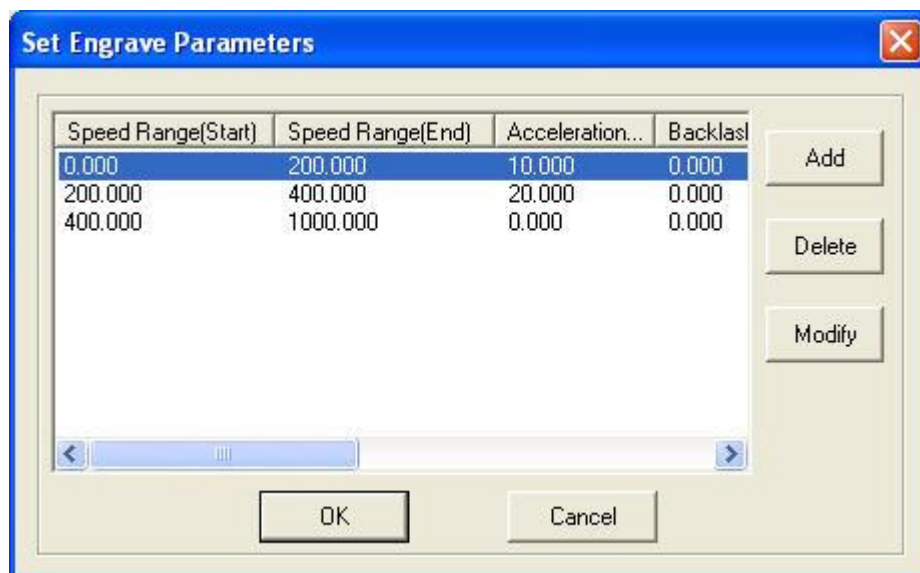 Set Engrave Parameters
Speed Range(Start) Speed Range(End) Acceleration... Backlasl
0.000 200.000 10.000 0.000
200.000 400.000 20.000 0.000
400.000 1000.000 0.000 0.000
Add
Delete
Modify
OK Cancel